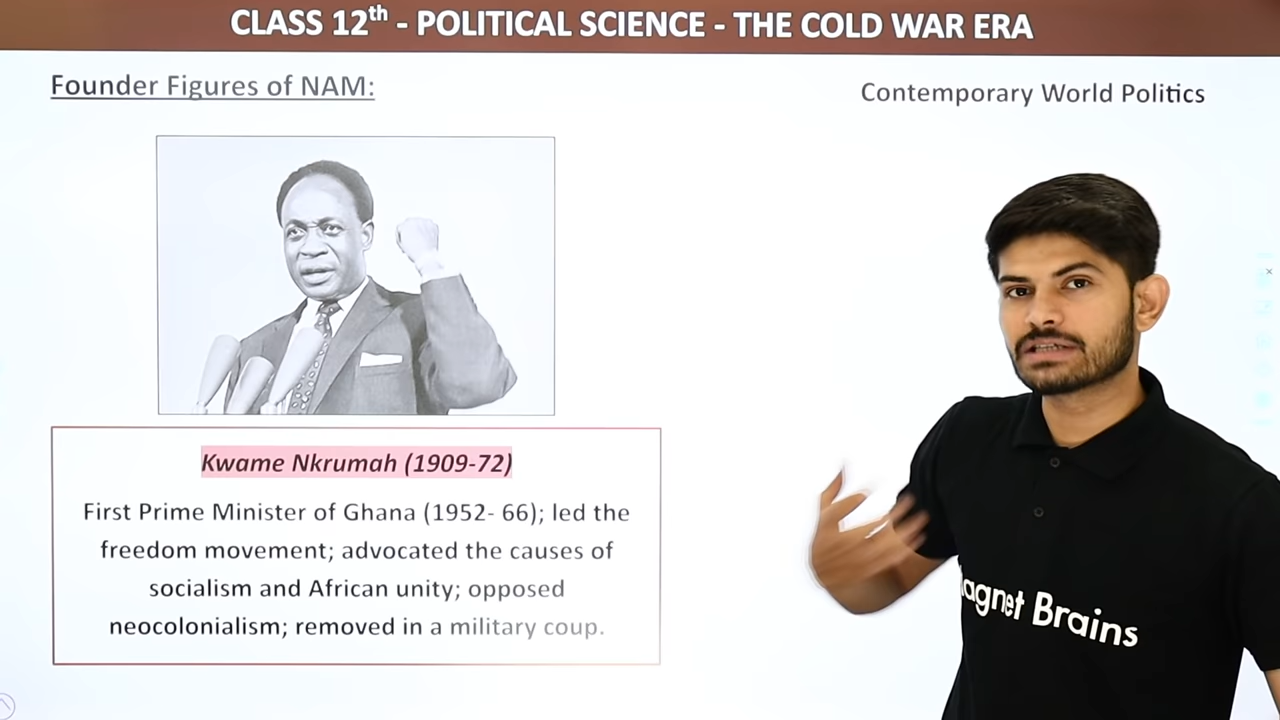 CLASS 12th - POLITICAL SCIENCE - THE COLD WAR ERA
Founder Figures of NAM:
Contemporary World Politics
Kwame Nkrumah (1909-72)
First Prime Minister of Ghana (1952- 66); led the
freedom movement; advocated the causes of
socialism and African unity; opposed
neocolonialism; removed in a military coup.
Magnet Brains